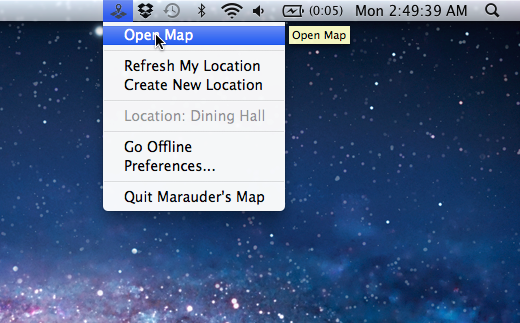 (0:05) Mon 2:49:39 AM
Open Map
Open Map
Refresh My Location
Create New Location
Location: Dining Hall
Go Offline
Preferences...
Quit Marauder's Map